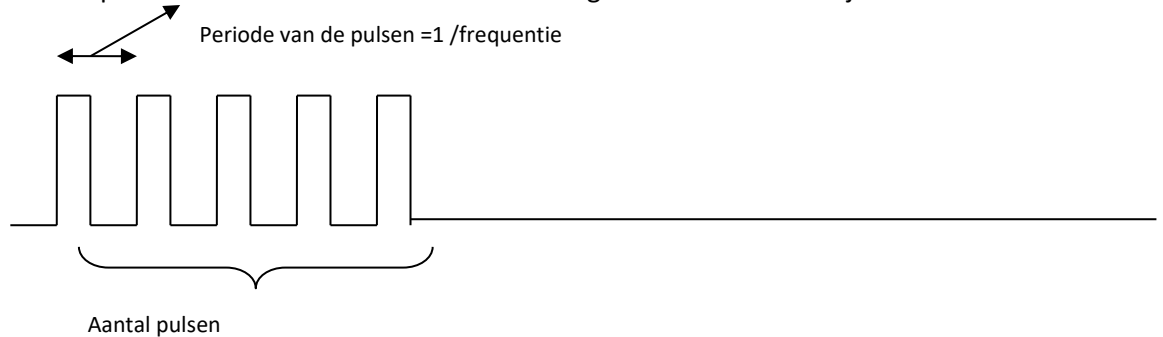 Periode van de pulsen =1 /frequentie
Aantal pulsen